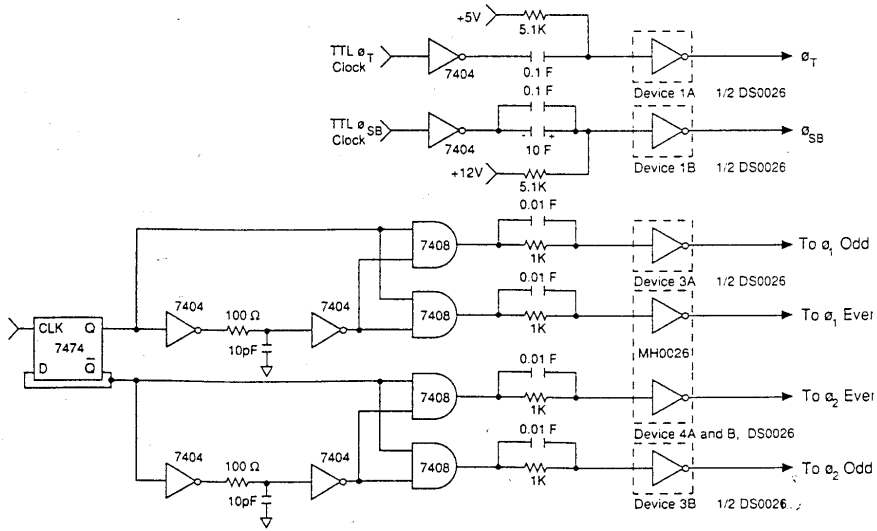 +5V
5.1K
TTL ø_T Clock
7404
0.1 F
ø_T
Device 1A 1/2 DS0026
0.1 F
TTL ø_SB Clock
7404
10 F
+
ø_SB
+12V
5.1K
Device 1B 1/2 DS0026
0.01 F
7408
1K
To ø_1 Odd
Device 3A 1/2 DS0026
0.01 F
7404
100 Ω
7404
7408
1K
To ø_1 Ever
10pF
CLK Q
7474
D Q̅
MH0026
0.01 F
7408
1K
To ø_2 Ever
Device 4A and B, DS0026
0.01 F
7404
100 Ω
7404
7408
1K
To ø_2 Odd
10pF
Device 3B 1/2 DS0026